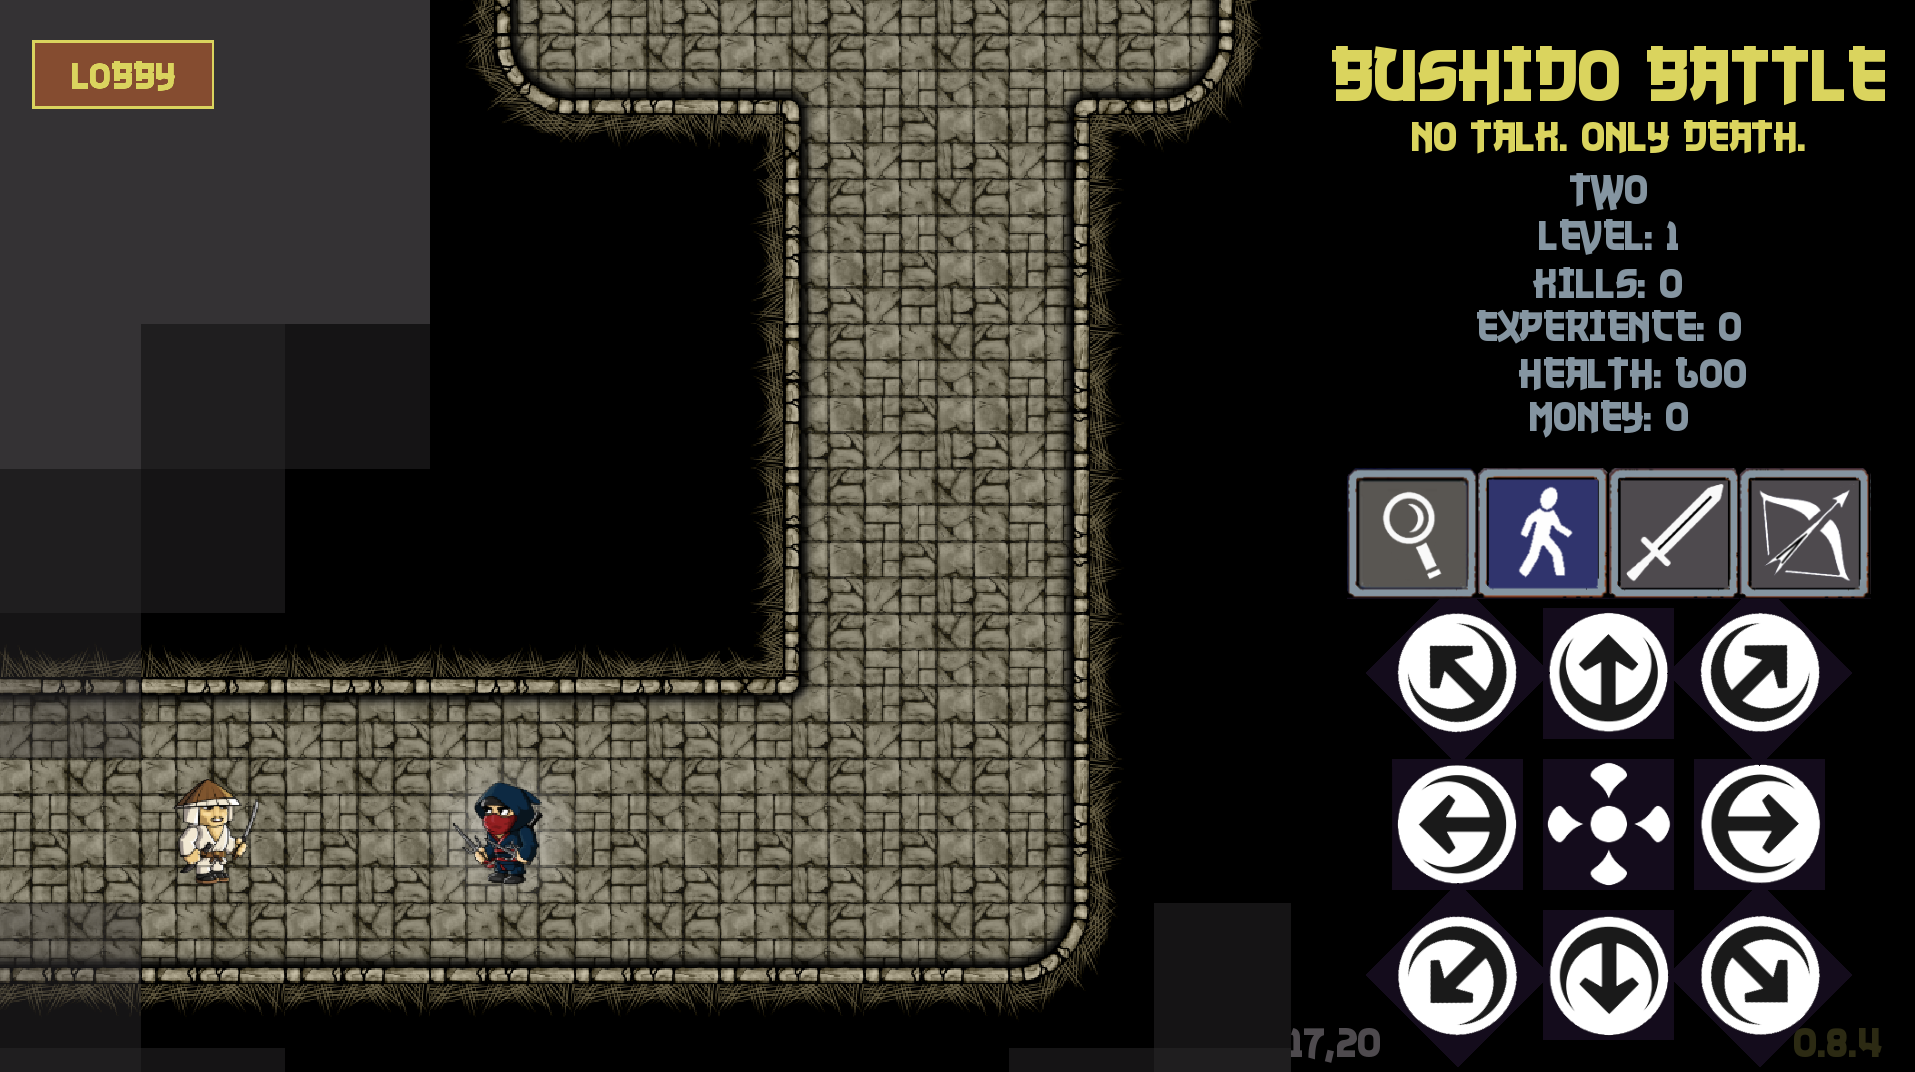 LOBBY
BUSHIDO BATTLE
NO TALK. ONLY DEATH.
TWO
LEVEL: 1
KILLS: 0
EXPERIENCE: 0
HEALTH: 600
MONEY: 0
17,20
0.8.4